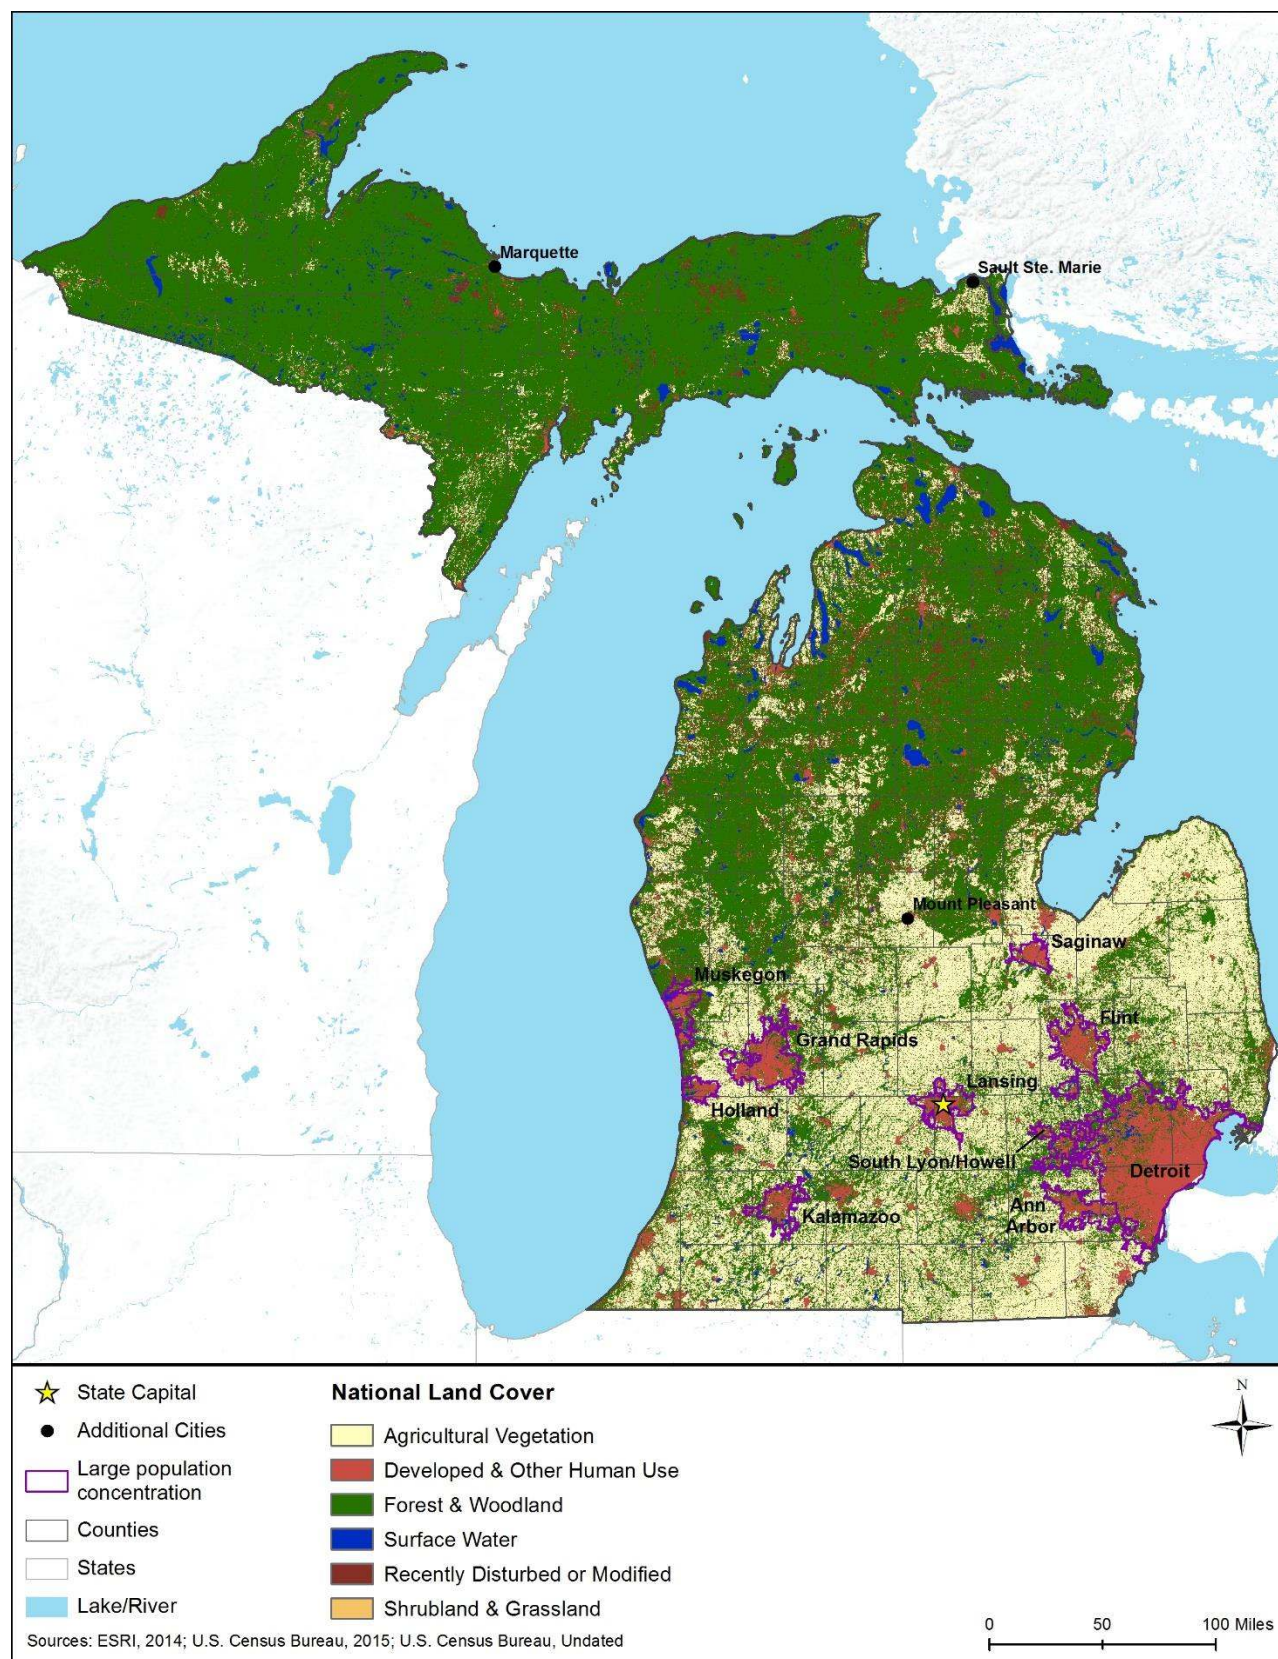 Marquette
Sault Ste. Marie
Mount Pleasant
Saginaw
Muskegon
Flint
Grand Rapids
Lansing
Holland
South Lyon/Howell
Detroit
Ann
Arbor
Kalamazoo
State Capital
Additional Cities
Large population
concentration
Counties
States
Lake/River
National Land Cover
Agricultural Vegetation
Developed & Other Human Use
Forest & Woodland
Surface Water
Recently Disturbed or Modified
Shrubland & Grassland
N
0 50 100 Miles
Sources: ESRI, 2014; U.S. Census Bureau, 2015; U.S. Census Bureau, Undated